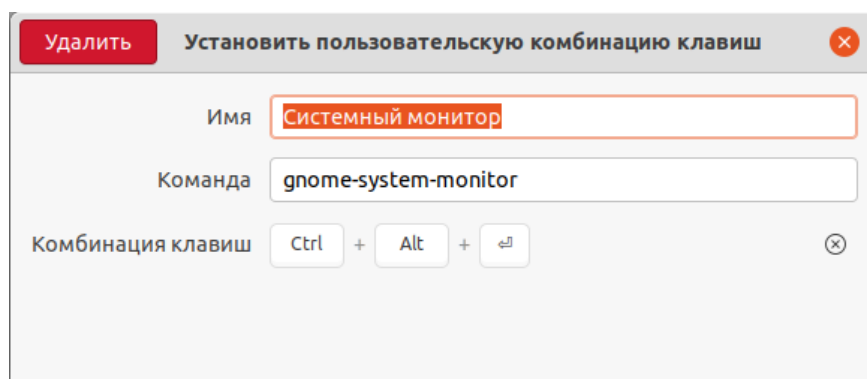 Удалить Установить пользовательскую комбинацию клавиш
Имя Системный монитор
Команда gnome-system-monitor
Комбинация клавиш Ctrl + Alt + ⏎